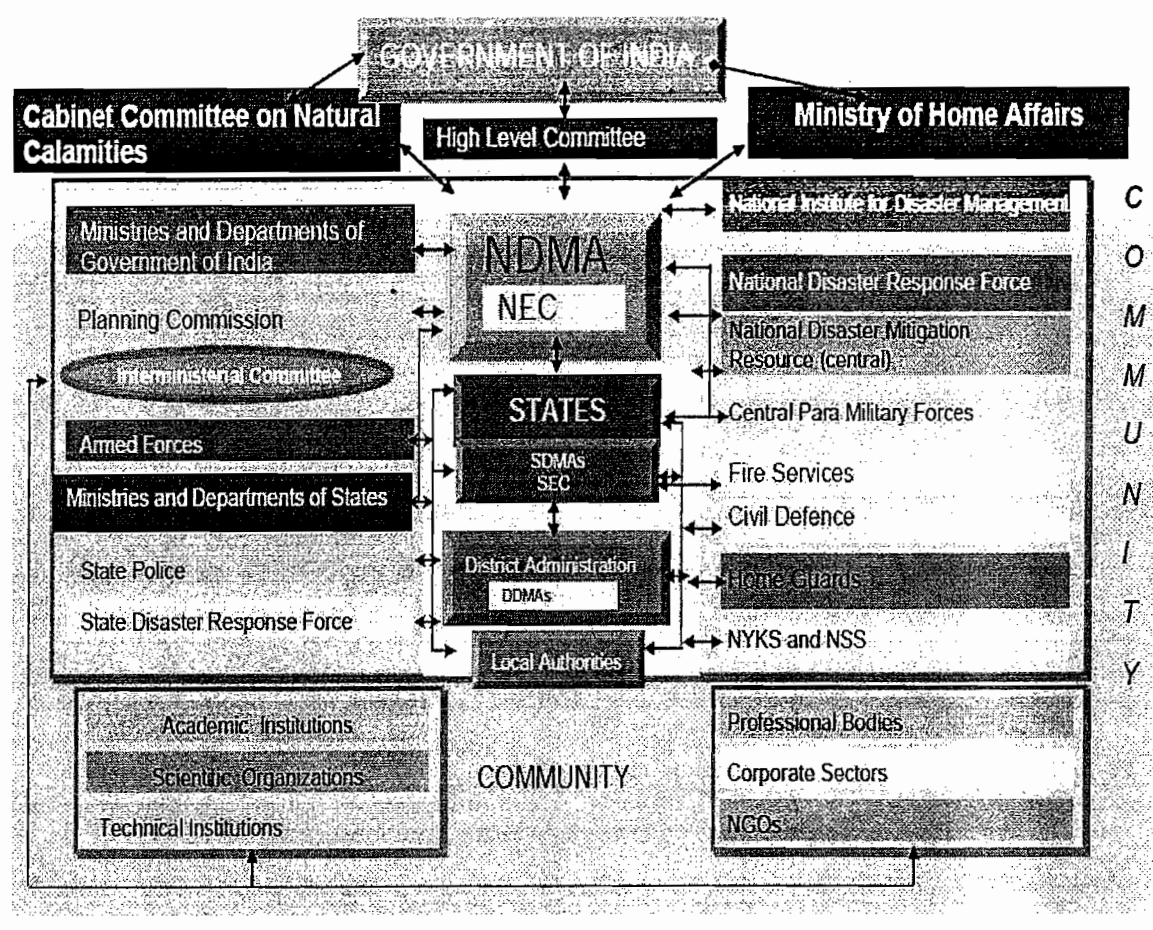 GOVERNMENT OF INDIA
Cabinet Committee on Natural
Calamities
High Level Committee
Ministry of Home Affairs
Ministries and Departments of
Government of India
Planning Commission
Interministerial Committee
Armed Forces
Ministries and Departments of States
State Police
State Disaster Response Force
NDMA
NEC
STATES
SDMAs
SEC
District Administration
DDMAs
Local Authorities
National Institute for Disaster Management
National Disaster Response Force
National Disaster Mitigation
Resource (central)
Central Para Military Forces
Fire Services
Civil Defence
Home Guards
NYKS and NSS
C
O
M
M
U
N
I
T
Y
Academic Institutions
Scientific Organizations
Technical Institutions
COMMUNITY
Professional Bodies
Corporate Sectors
NGOs